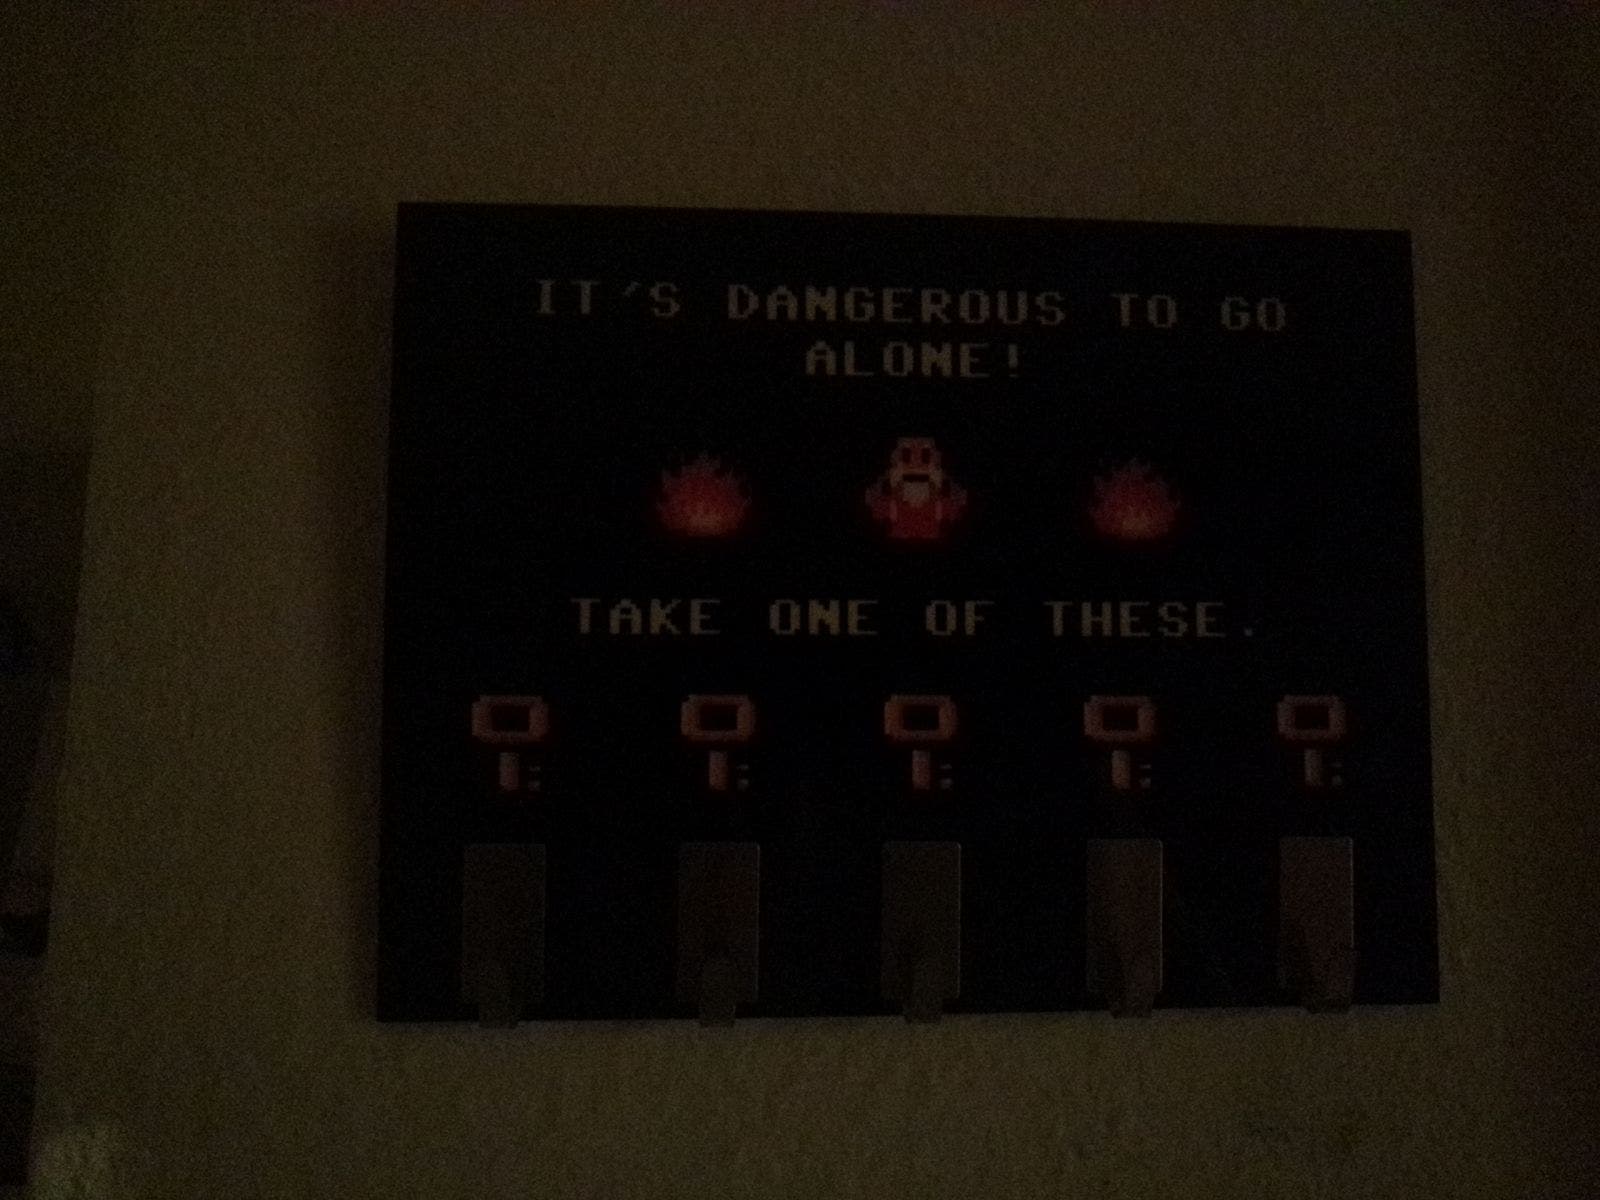 IT'S DANGEROUS TO GO
ALONE!
TAKE ONE OF THESE.